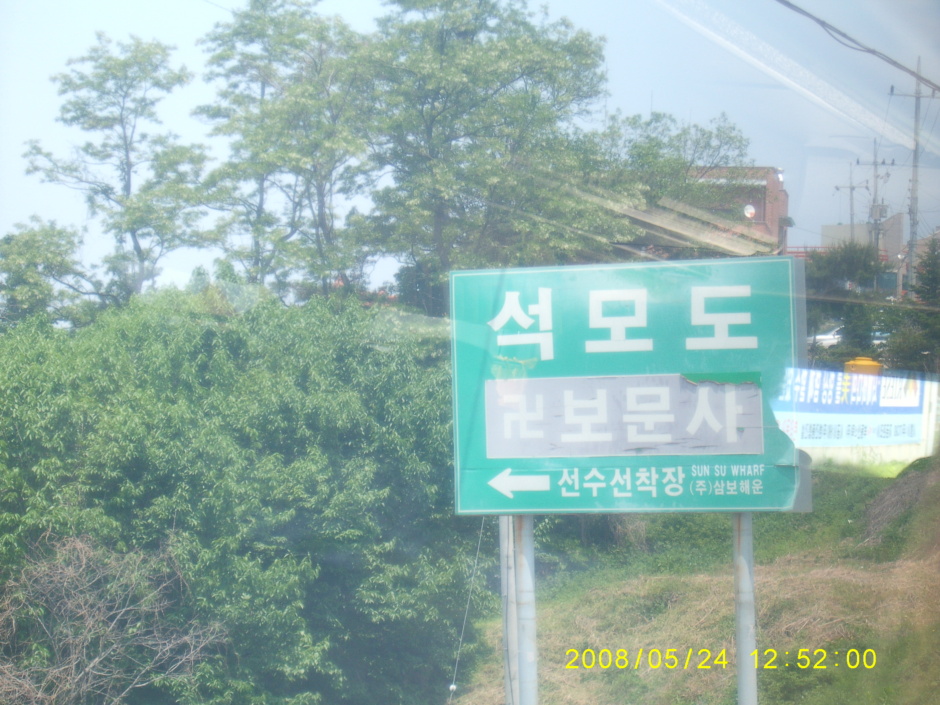 석모도
卍보문사
← 선수선착장 SUN SU WHARF
(주)삼보해운
2008/05/24 12:52:00